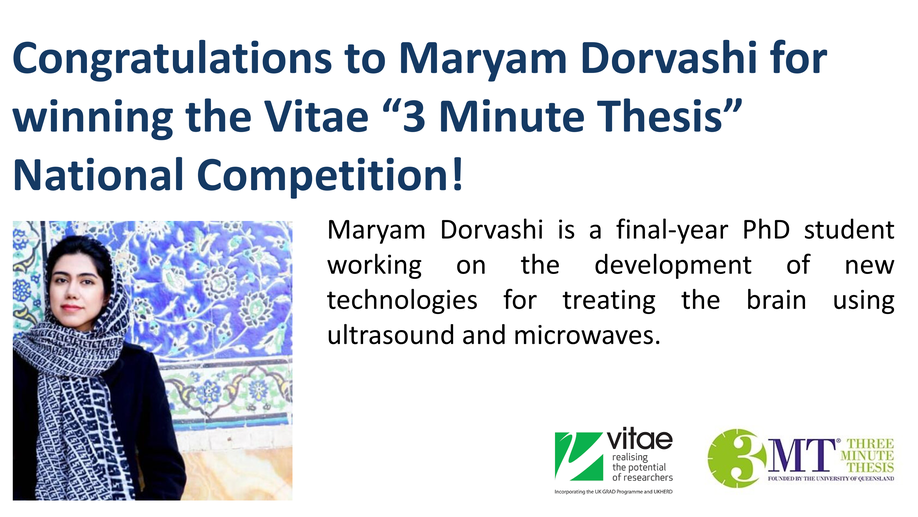 Congratulations to Maryam Dorvashi for
winning the Vitae “3 Minute Thesis”
National Competition!
Maryam Dorvashi is a final-year PhD student
working on the development of new
technologies for treating the brain using
ultrasound and microwaves.
vitae
realising
the potential
of researchers
Incorporating the UK GRAD Programme and UKHERD
3MT® THREE
MINUTE
THESIS
FOUNDED BY THE UNIVERSITY OF QUEENSLAND